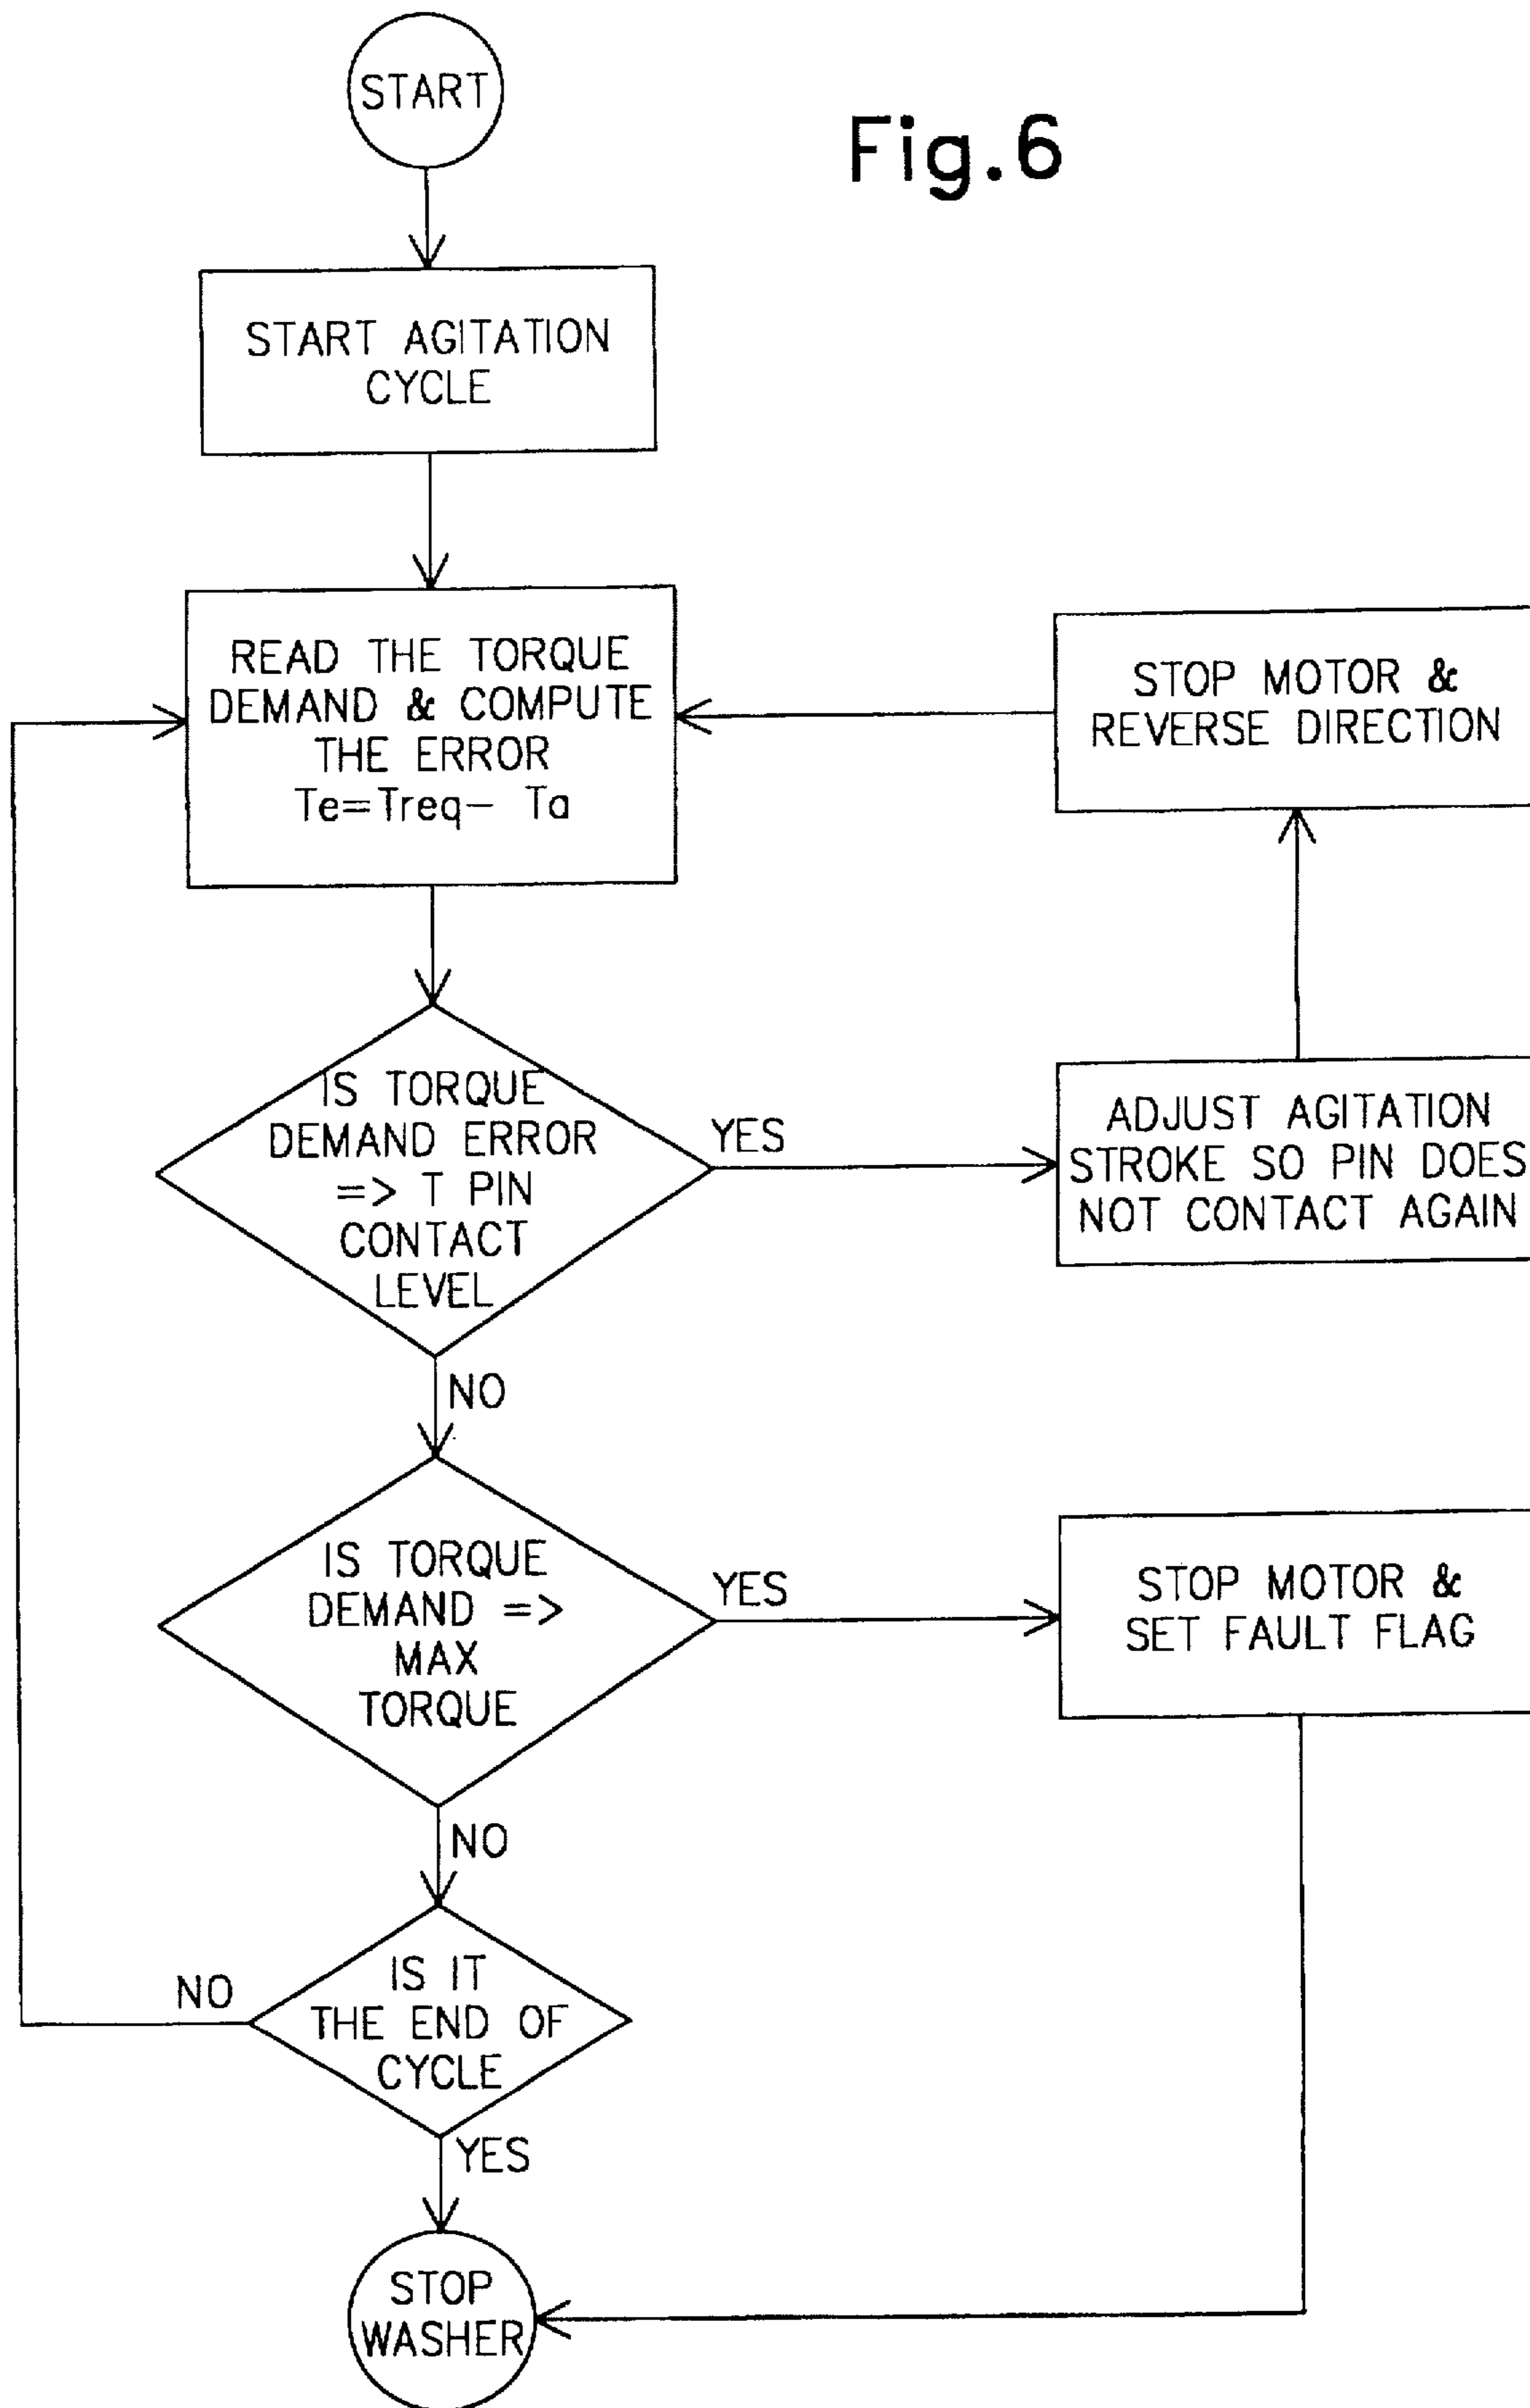 START
Fig.6
START AGITATION
CYCLE
READ THE TORQUE
DEMAND & COMPUTE
THE ERROR
Te=Treq- Ta
STOP MOTOR &
REVERSE DIRECTION
IS TORQUE
DEMAND ERROR
=> T PIN
CONTACT
LEVEL
YES
ADJUST AGITATION
STROKE SO PIN DOES
NOT CONTACT AGAIN
NO
IS TORQUE
DEMAND =>
MAX
TORQUE
YES
STOP MOTOR &
SET FAULT FLAG
NO
IS IT
THE END OF
CYCLE
NO
YES
STOP
WASHER